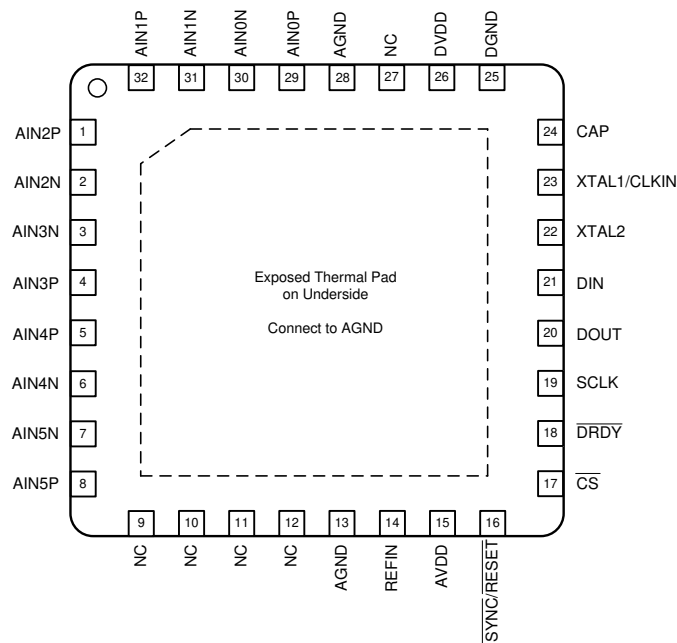 AIN1P
AIN1N
AIN0N
AIN0P
AGND
NC
DVDD
DGND
32
31
30
29
28
27
26
25
AIN2P 1
AIN2N 2
AIN3N 3
AIN3P 4
AIN4P 5
AIN4N 6
AIN5N 7
AIN5P 8
24 CAP
23 XTAL1/CLKIN
22 XTAL2
21 DIN
20 DOUT
19 SCLK
18 DRDY
17 CS
Exposed Thermal Pad
on Underside
Connect to AGND
9
10
11
12
13
14
15
16
NC
NC
NC
NC
AGND
REFIN
AVDD
SYNC/RESET